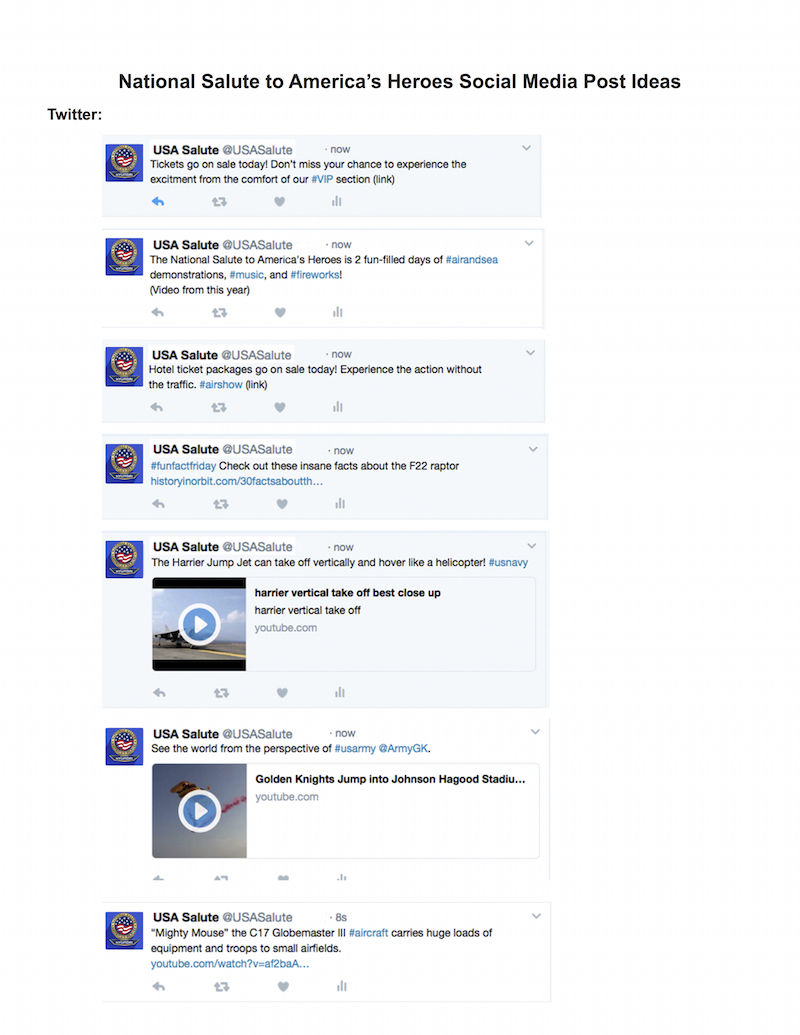 National Salute to America's Heroes Social Media Post Ideas
Twitter:
USA Salute @USASalute · now
Tickets go on sale today! Don't miss your chance to experience the
excitment from the comfort of our #VIP section (link)
USA Salute @USASalute · now
The National Salute to America's Heroes is 2 fun-filled days of #airandsea
demonstrations, #music, and #fireworks!
(Video from this year)
USA Salute @USASalute · now
Hotel ticket packages go on sale today! Experience the action without
the traffic. #airshow (link)
USA Salute @USASalute · now
#funfactfriday Check out these insane facts about the F22 raptor
historyinorbit.com/30factsaboutth…
USA Salute @USASalute · now
The Harrier Jump Jet can take off vertically and hover like a helicopter! #usnavy
harrier vertical take off best close up
harrier vertical take off
youtube.com
USA Salute @USASalute · now
See the world from the perspective of #usarmy @ArmyGK.
Golden Knights Jump into Johnson Hagood Stadiu...
youtube.com
USA Salute @USASalute · 8s
"Mighty Mouse" the C17 Globemaster III #aircraft carries huge loads of
equipment and troops to small airfields.
youtube.com/watch?v=af2baA…